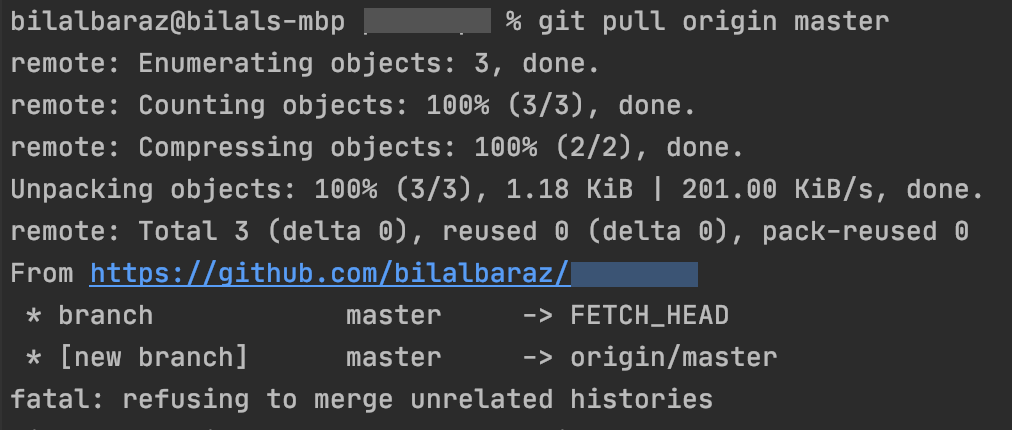 bilalbaraz@bilals-mbp % git pull origin master
remote: Enumerating objects: 3, done.
remote: Counting objects: 100% (3/3), done.
remote: Compressing objects: 100% (2/2), done.
Unpacking objects: 100% (3/3), 1.18 KiB | 201.00 KiB/s, done.
remote: Total 3 (delta 0), reused 0 (delta 0), pack-reused 0
From https://github.com/bilalbaraz/
 * branch            master     -> FETCH_HEAD
 * [new branch]      master     -> origin/master
fatal: refusing to merge unrelated histories